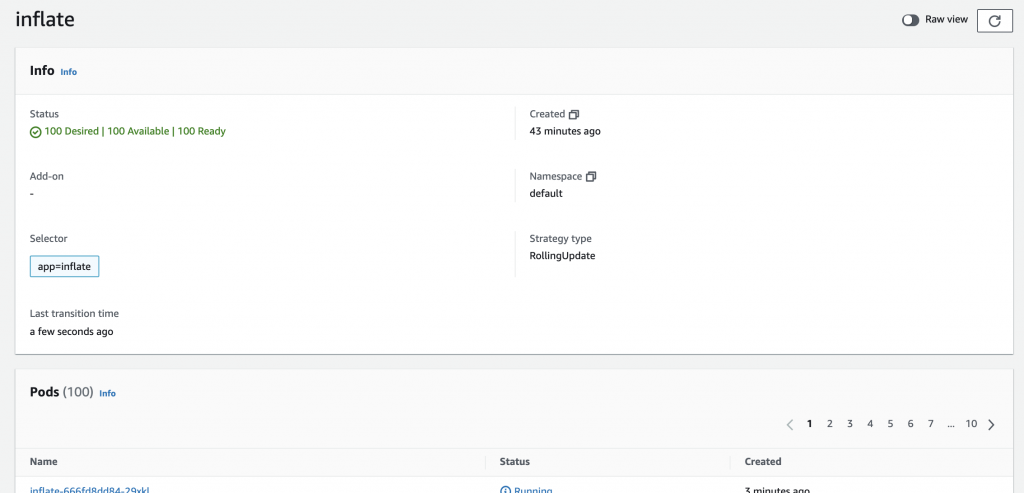 inflate
Raw view
Info Info
Status
100 Desired | 100 Available | 100 Ready
Created
43 minutes ago
Add-on
-
Namespace
default
Selector
app=inflate
Strategy type
RollingUpdate
Last transition time
a few seconds ago
Pods (100) Info
1 2 3 4 5 6 7 ... 10
Name Status Created
inflate-666fd8dd84-29xkl Running 3 minutes ago